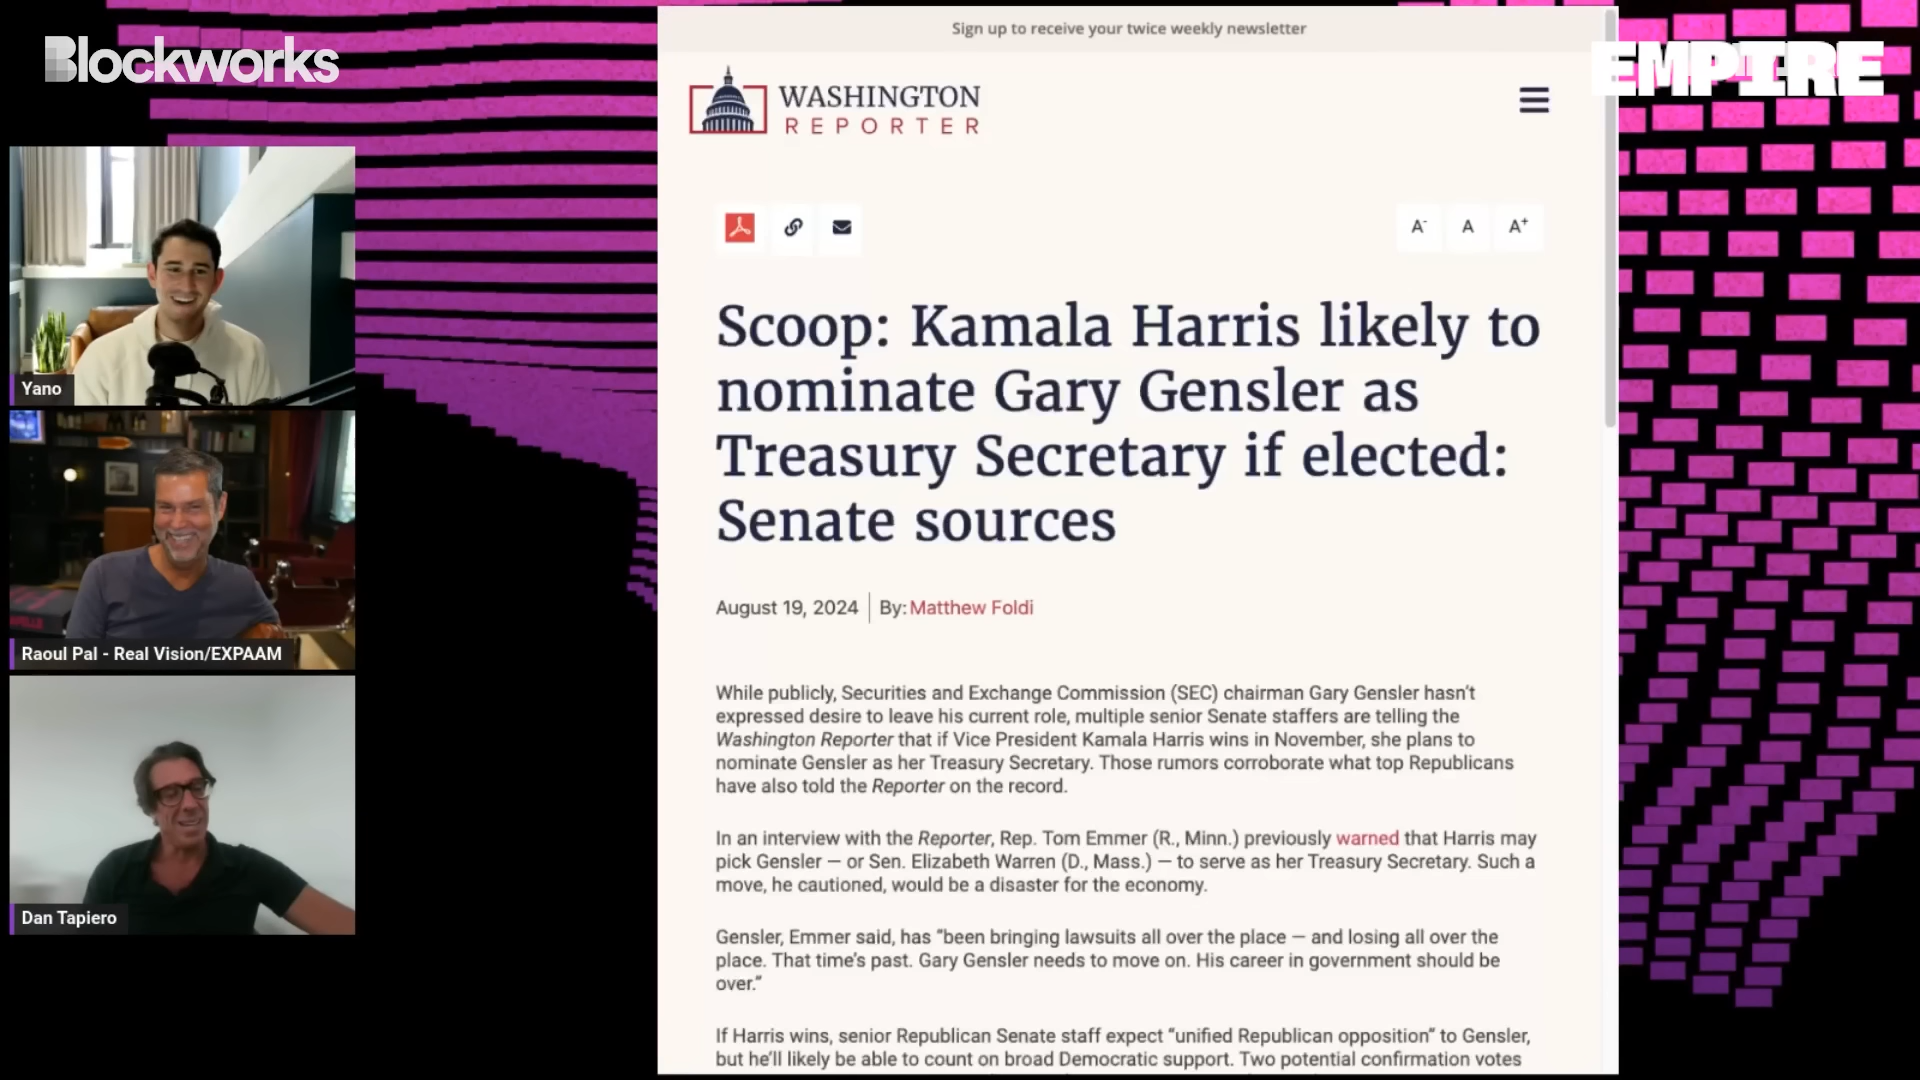 Blockworks
EMPIRE
Yano
Raoul Pal - Real Vision/EXPAAM
Dan Tapiero
Sign up to receive your twice weekly newsletter
WASHINGTON
REPORTER
A- A A+
Scoop: Kamala Harris likely to
nominate Gary Gensler as
Treasury Secretary if elected:
Senate sources
August 19, 2024 | By: Matthew Foldi
While publicly, Securities and Exchange Commission (SEC) chairman Gary Gensler hasn't
expressed desire to leave his current role, multiple senior Senate staffers are telling the
Washington Reporter that if Vice President Kamala Harris wins in November, she plans to
nominate Gensler as her Treasury Secretary. Those rumors corroborate what top Republicans
have also told the Reporter on the record.
In an interview with the Reporter, Rep. Tom Emmer (R., Minn.) previously warned that Harris may
pick Gensler — or Sen. Elizabeth Warren (D., Mass.) — to serve as her Treasury Secretary. Such a
move, he cautioned, would be a disaster for the economy.
Gensler, Emmer said, has “been bringing lawsuits all over the place — and losing all over the
place. That time's past. Gary Gensler needs to move on. His career in government should be
over.”
If Harris wins, senior Republican Senate staff expect “unified Republican opposition” to Gensler,
but he'll likely be able to count on broad Democratic support. Two potential confirmation votes